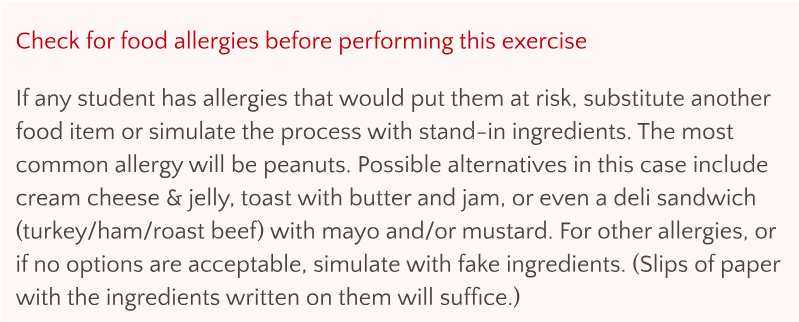 Check for food allergies before performing this exercise
If any student has allergies that would put them at risk, substitute another
food item or simulate the process with stand-in ingredients. The most
common allergy will be peanuts. Possible alternatives in this case include
cream cheese & jelly, toast with butter and jam, or even a deli sandwich
(turkey/ham/roast beef) with mayo and/or mustard. For other allergies, or
if no options are acceptable, simulate with fake ingredients. (Slips of paper
with the ingredients written on them will suffice.)